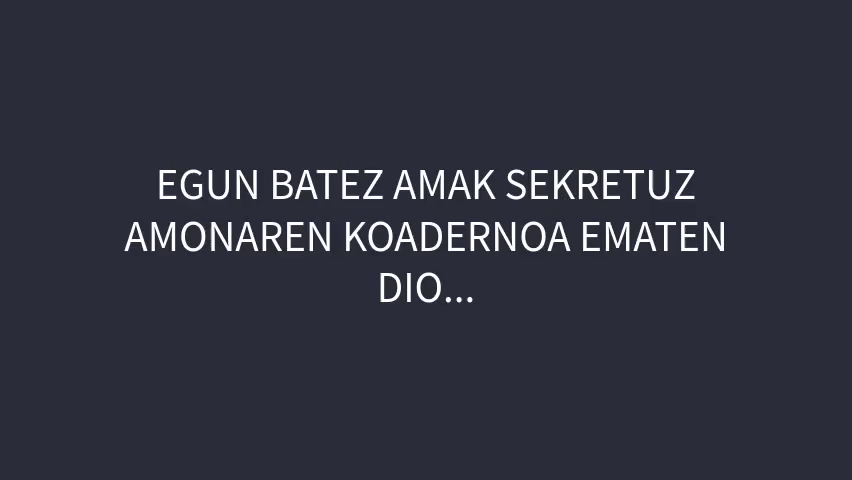 EGUN BATEZ AMAK SEKRETUZ
AMONAREN KOADERNOA EMATEN
DIO...